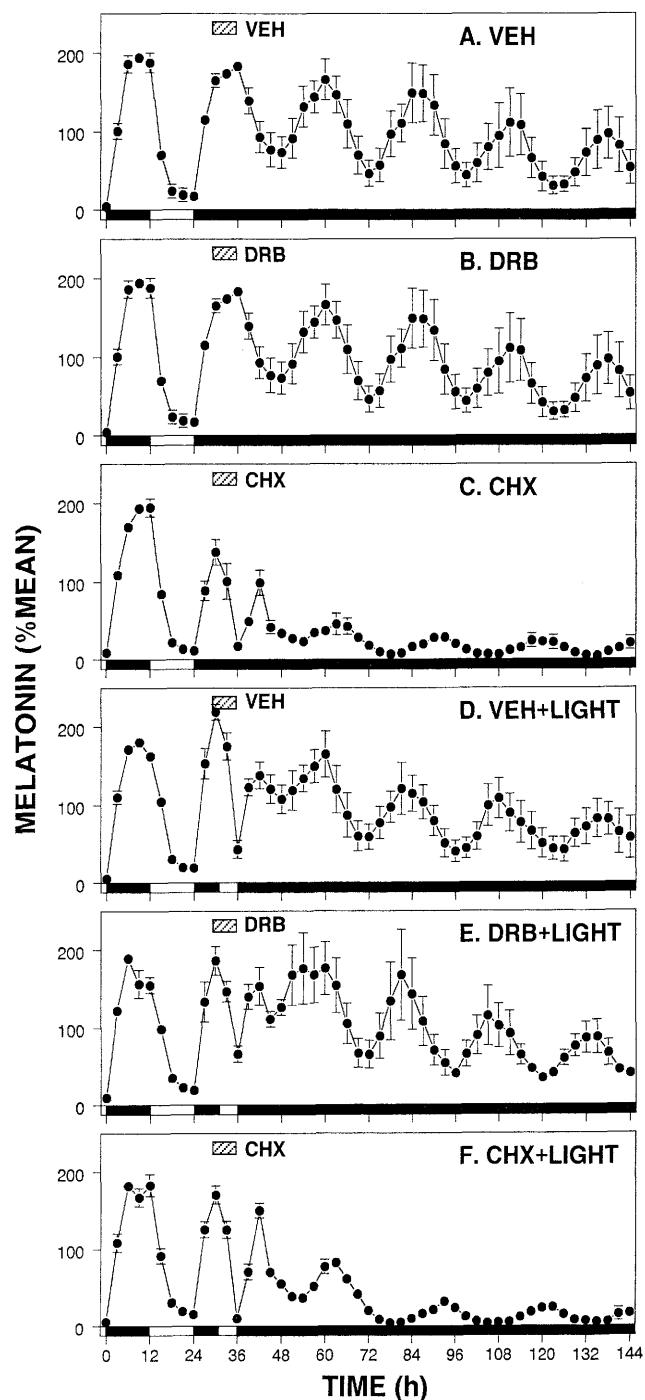 VEH
A. VEH
200
100
0
DRB
B. DRB
200
100
0
CHX
C. CHX
200
100
0
VEH
D. VEH+LIGHT
200
100
0
DRB
E. DRB+LIGHT
200
100
0
CHX
F. CHX+LIGHT
200
100
0
MELATONIN (%MEAN)
0 12 24 36 48 60 72 84 96 108 120 132 144
TIME (h)